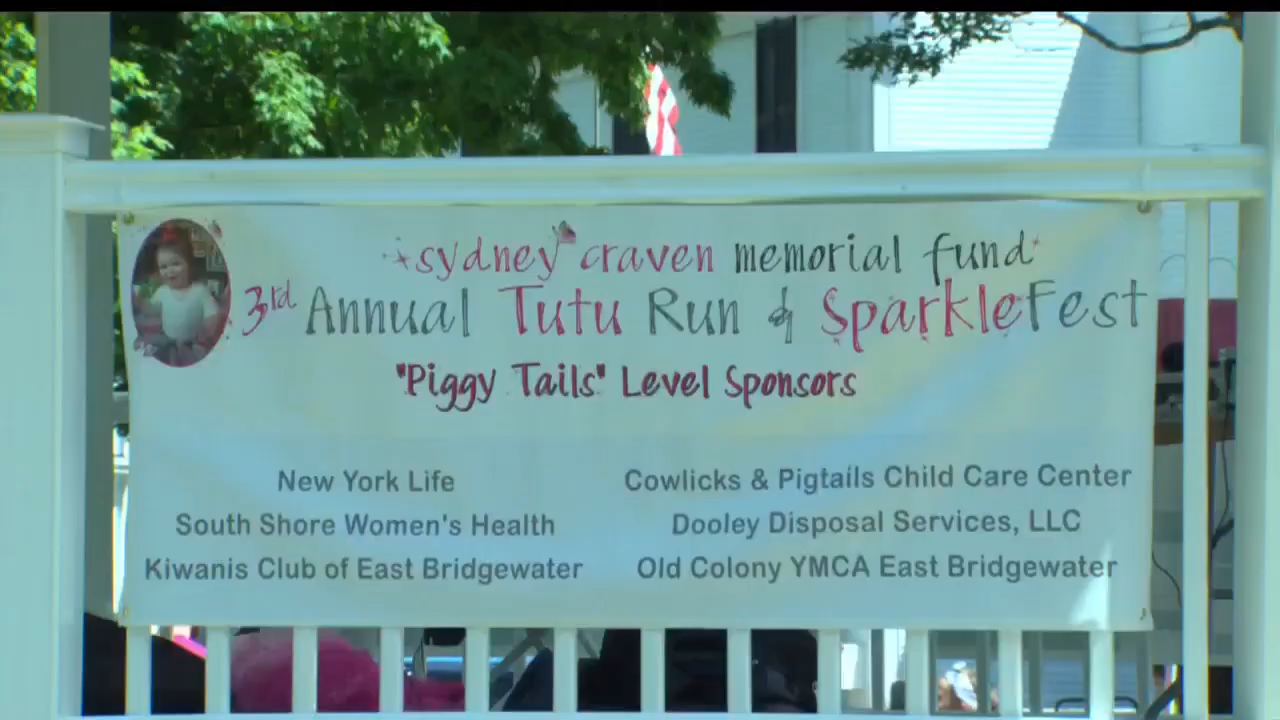 sydney craven memorial fund
3rd Annual Tutu Run & SparkleFest
"Piggy Tails" Level Sponsors
New York Life
Cowlicks & Pigtails Child Care Center
South Shore Women's Health
Dooley Disposal Services, LLC
Kiwanis Club of East Bridgewater
Old Colony YMCA East Bridgewater